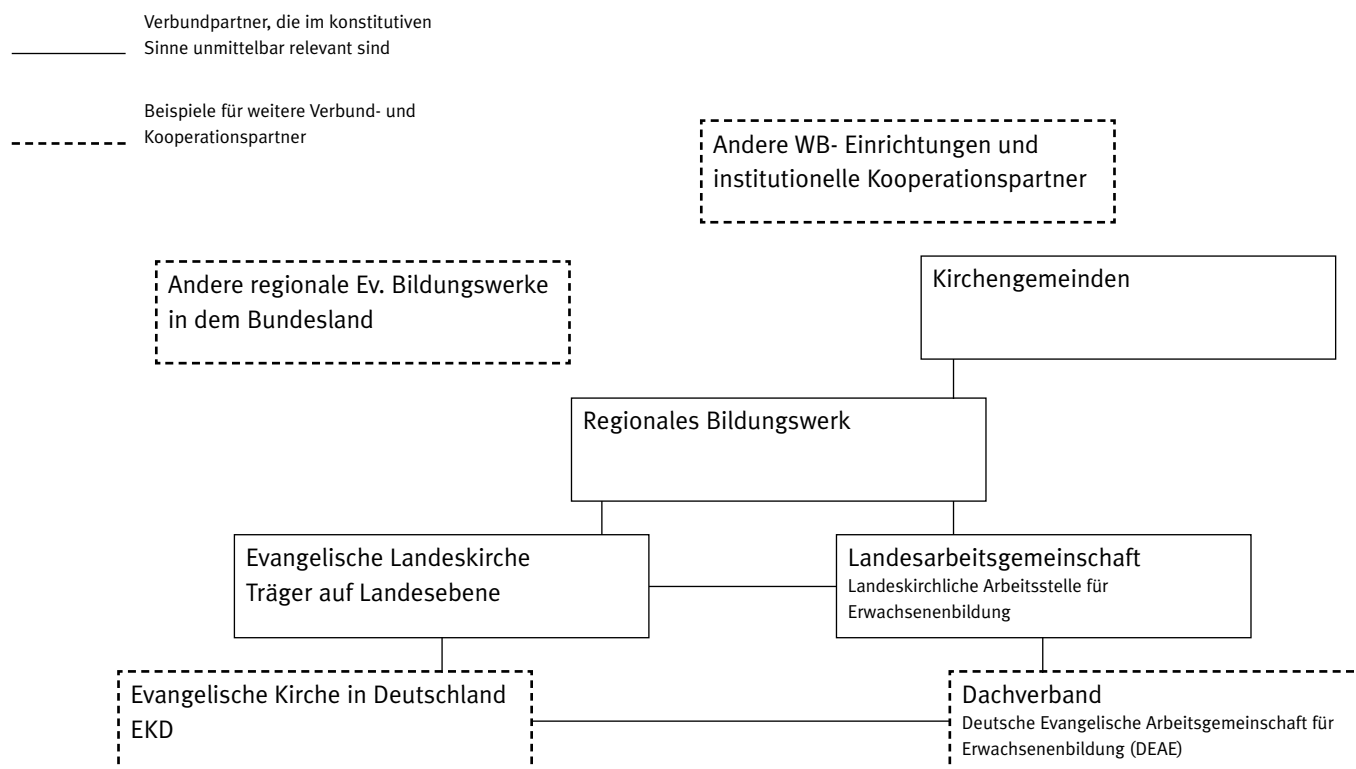 Verbundpartner, die im konstitutiven
Sinne unmittelbar relevant sind
Beispiele für weitere Verbund- und
Kooperationspartner
Andere WB- Einrichtungen und
institutionelle Kooperationspartner
Andere regionale Ev. Bildungswerke
in dem Bundesland
Kirchengemeinden
Regionales Bildungswerk
Evangelische Landeskirche
Träger auf Landesebene
Landesarbeitsgemeinschaft
Landeskirchliche Arbeitsstelle für
Erwachsenenbildung
Evangelische Kirche in Deutschland
EKD
Dachverband
Deutsche Evangelische Arbeitsgemeinschaft für
Erwachsenenbildung (DEAE)